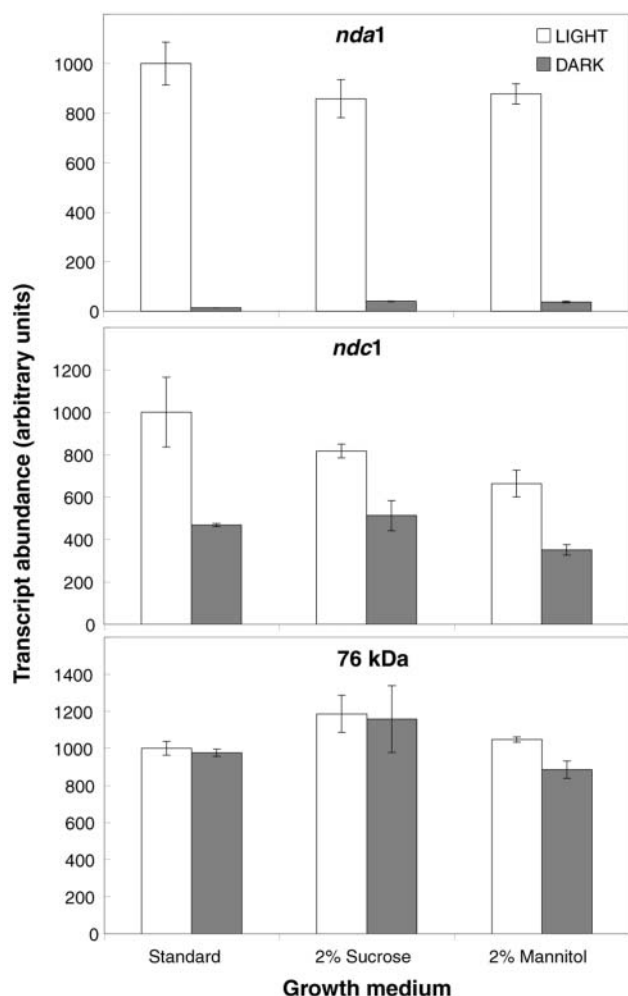 nda1
LIGHT
DARK
1000
800
600
400
200
0
ndc1
1200
1000
800
600
400
200
0
76 kDa
1400
1200
1000
800
600
400
200
0
Transcript abundance (arbitrary units)
Standard 2% Sucrose 2% Mannitol
Growth medium